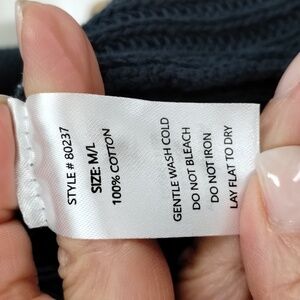 STYLE # 80237
SIZE: M/L
100% COTTON
GENTLE WASH COLD
DO NOT BLEACH
DO NOT IRON
LAY FLAT TO DRY